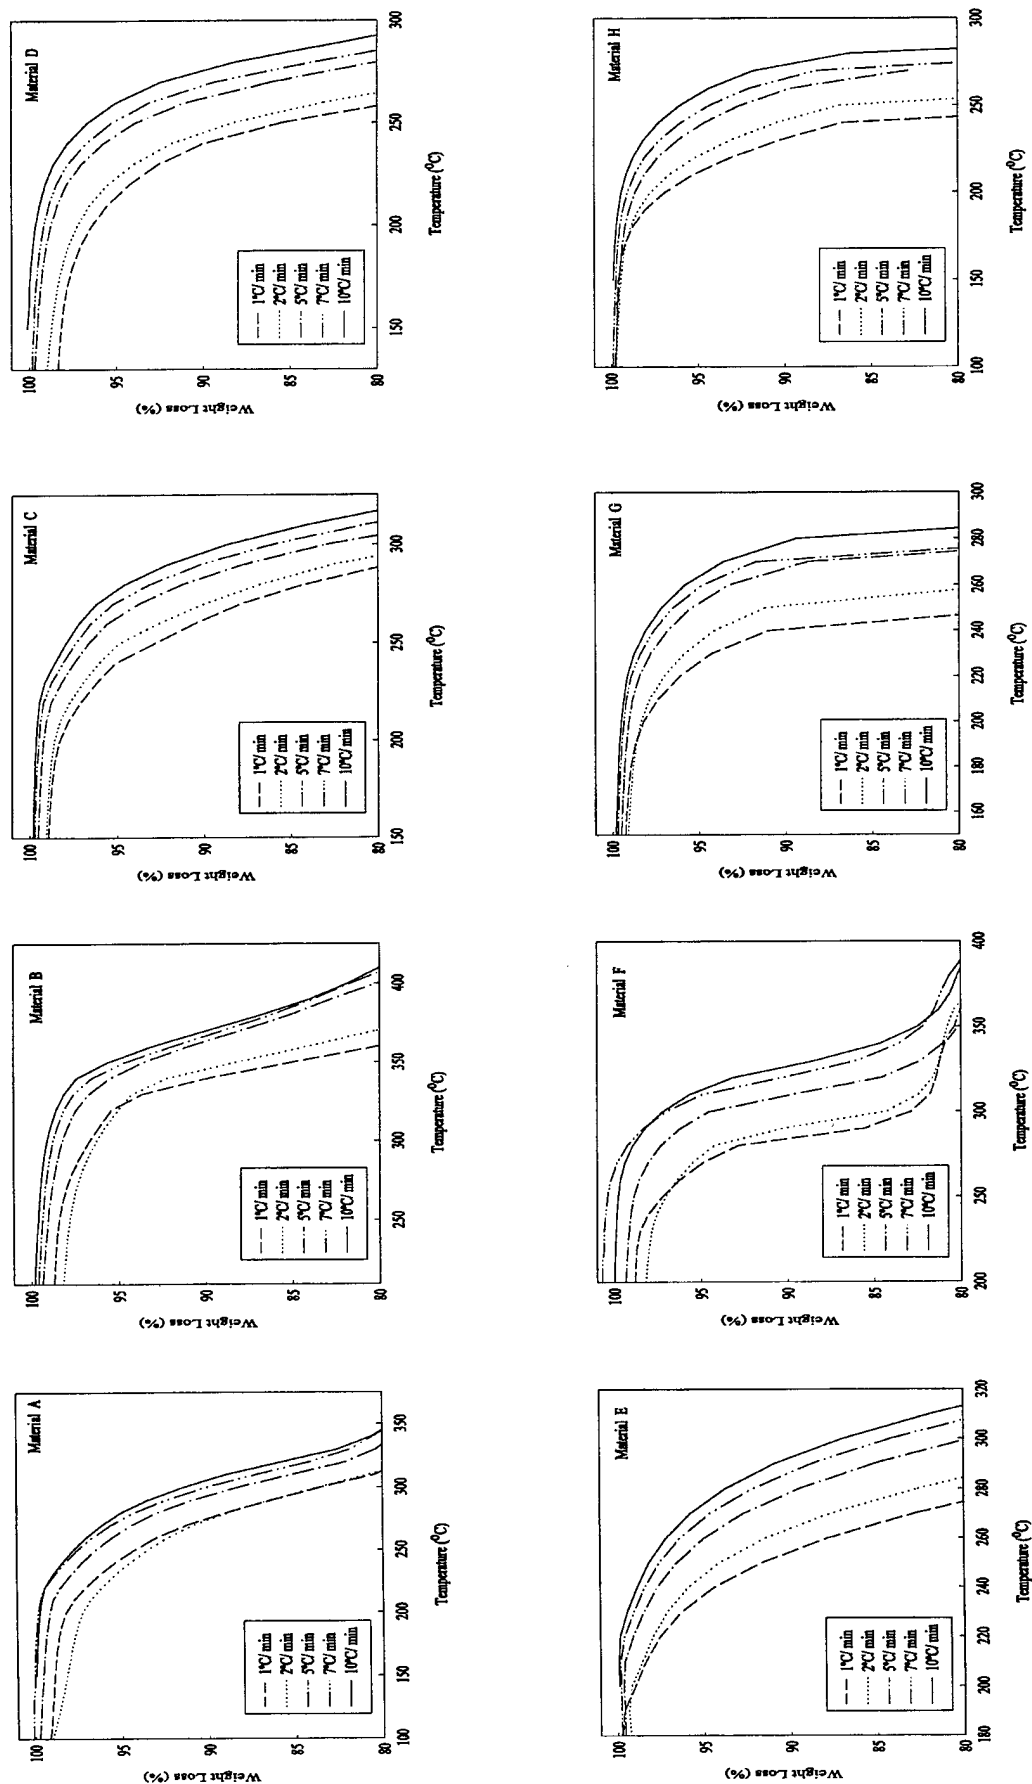 Material A
100
95
90
85
80
Weight Loss (%)
1°C/ min
2°C/ min
5°C/ min
7°C/ min
10°C/ min
100 150 200 250 300 350
Temperature (⁰C)
Material B
100
95
90
85
80
Weight Loss (%)
1°C/ min
2°C/ min
5°C/ min
7°C/ min
10°C/ min
250 300 350 400
Temperature (⁰C)
Material C
100
95
90
85
80
Weight Loss (%)
1°C/ min
2°C/ min
5°C/ min
7°C/ min
10°C/ min
150 200 250 300
Temperature (⁰C)
Material D
100
95
90
85
80
Weight Loss (%)
1°C/ min
2°C/ min
5°C/ min
7°C/ min
10°C/ min
150 200 250 300
Temperature (⁰C)
Material E
100
95
90
85
80
Weight Loss (%)
1°C/ min
2°C/ min
5°C/ min
7°C/ min
10°C/ min
180 200 220 240 260 280 300 320
Temperature (⁰C)
Material F
100
95
90
85
80
Weight Loss (%)
1°C/ min
2°C/ min
5°C/ min
7°C/ min
10°C/ min
200 250 300 350 400
Temperature (⁰C)
Material G
100
95
90
85
80
Weight Loss (%)
1°C/ min
2°C/ min
5°C/ min
7°C/ min
10°C/ min
160 180 200 220 240 260 280 300
Temperature (⁰C)
Material H
100
95
90
85
80
Weight Loss (%)
1°C/ min
2°C/ min
5°C/ min
7°C/ min
10°C/ min
100 150 200 250 300
Temperature (⁰C)